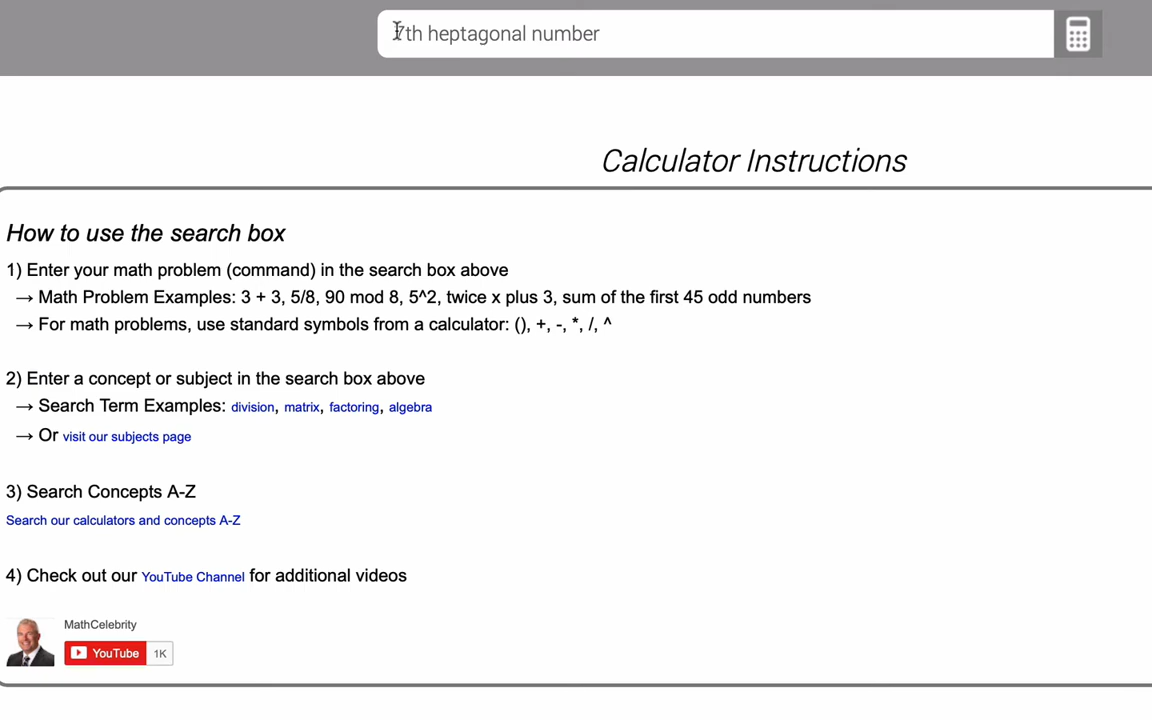 7th heptagonal number
Calculator Instructions
How to use the search box
1) Enter your math problem (command) in the search box above
→ Math Problem Examples: 3 + 3, 5/8, 90 mod 8, 5^2, twice x plus 3, sum of the first 45 odd numbers
→ For math problems, use standard symbols from a calculator: (), +, -, *, /, ^
2) Enter a concept or subject in the search box above
→ Search Term Examples: division, matrix, factoring, algebra
→ Or visit our subjects page
3) Search Concepts A-Z
Search our calculators and concepts A-Z
4) Check out our YouTube Channel for additional videos
MathCelebrity
YouTube 1K